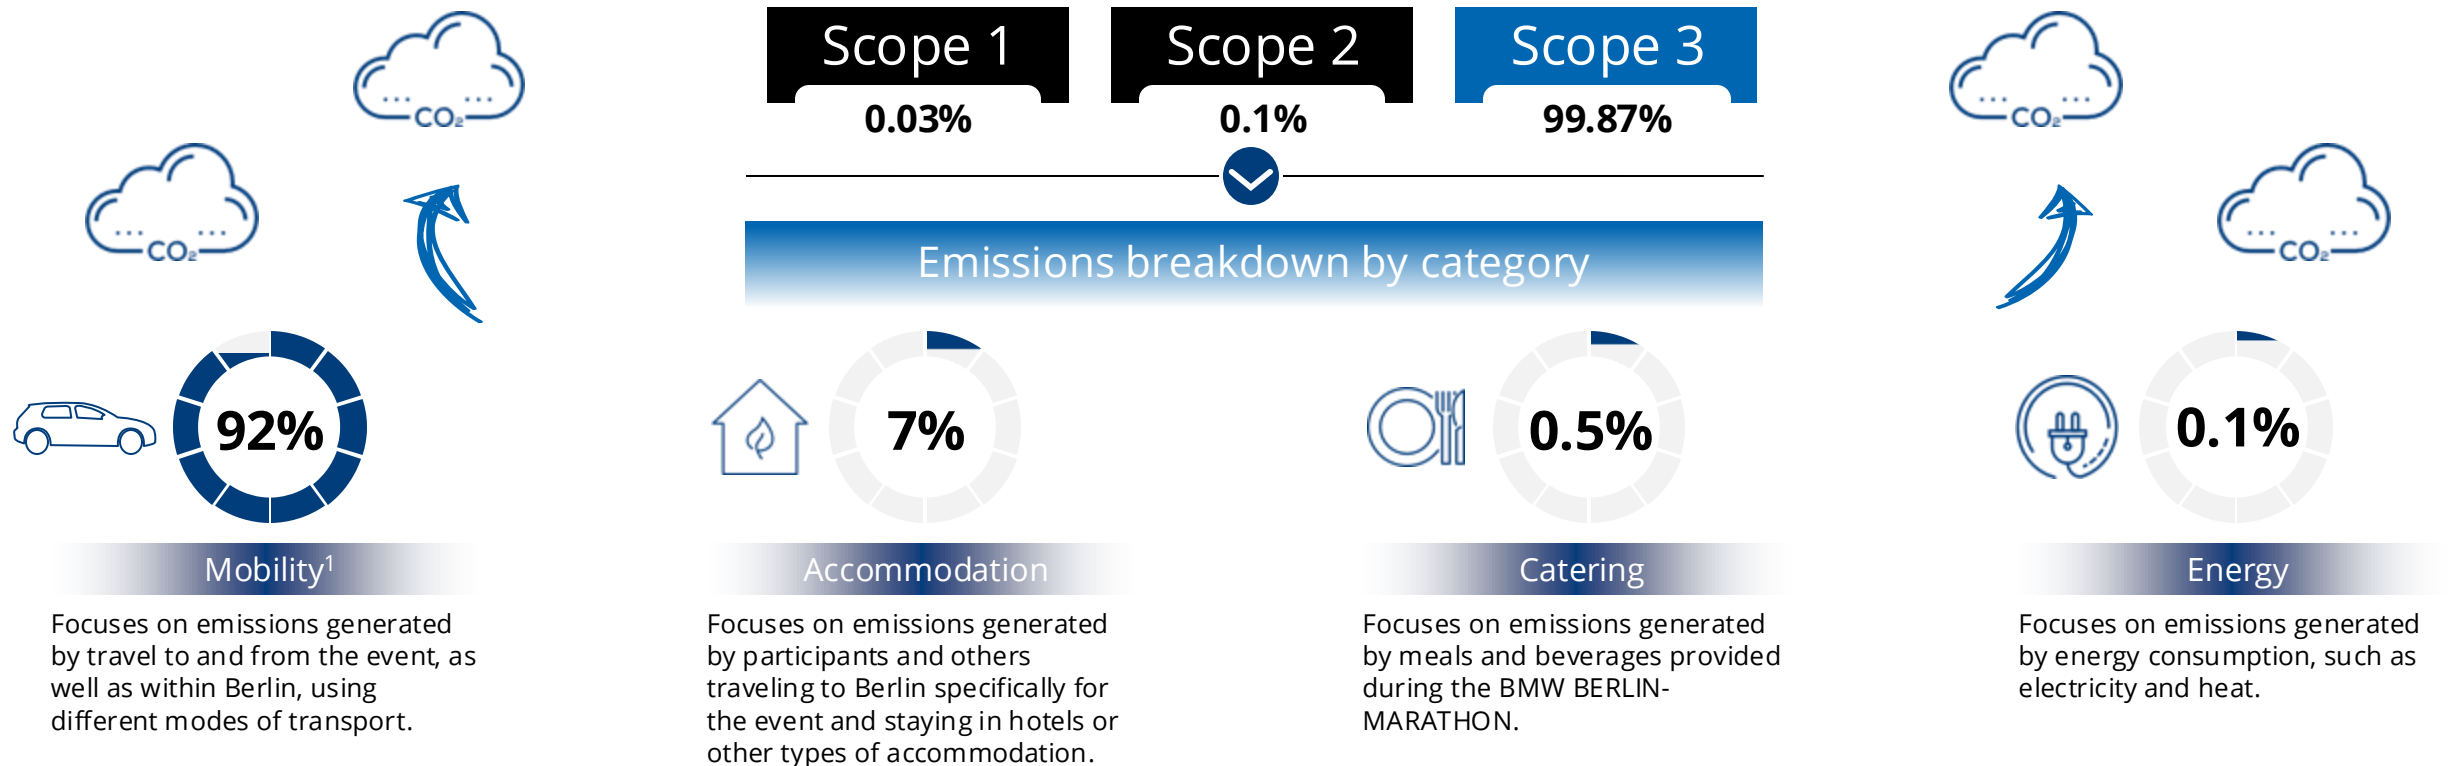 Scope 1
Scope 2
Scope 3
0.03%
0.1%
99.87%
Emissions breakdown by category
CO₂
CO₂
CO₂
CO₂
92%
7%
0.5%
0.1%
Mobility¹
Focuses on emissions generated
by travel to and from the event, as
well as within Berlin, using
different modes of transport.
Accommodation
Focuses on emissions generated
by participants and others
traveling to Berlin specifically for
the event and staying in hotels or
other types of accommodation.
Catering
Focuses on emissions generated
by meals and beverages provided
during the BMW BERLIN-
MARATHON.
Energy
Focuses on emissions generated
by energy consumption, such as
electricity and heat.